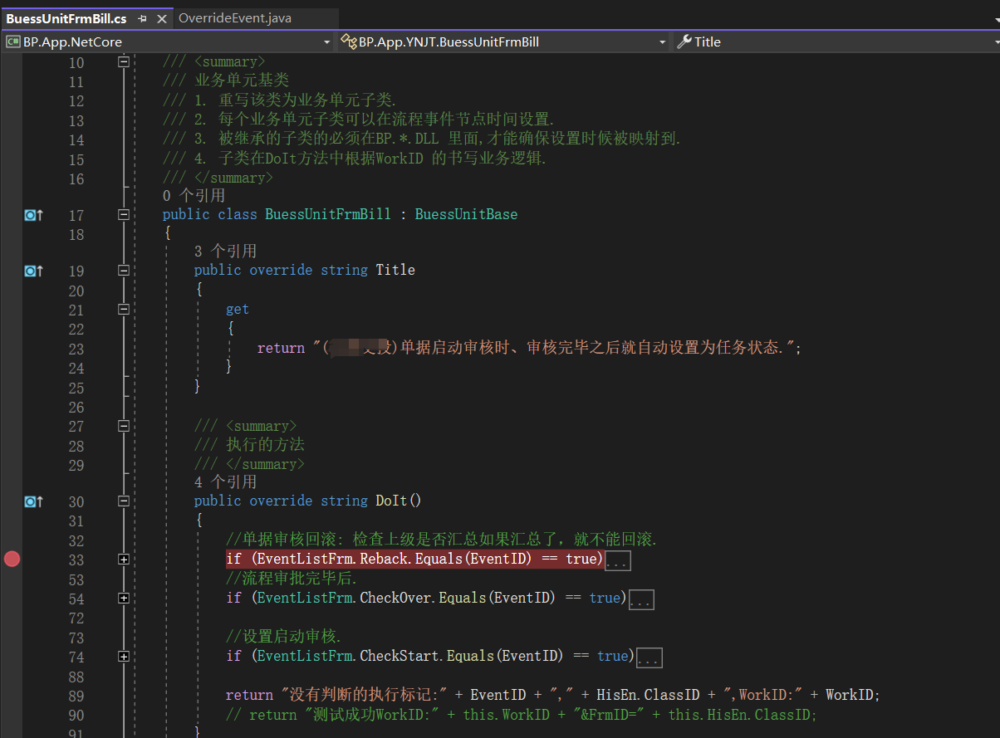 BuessUnitFrmBill.cs OverrideEvent.java
C# BP.App.NetCore BP.App.YNJT.BuessUnitFrmBill Title
10 /// <summary>
11 /// 业务单元基类
12 /// 1. 重写该类为业务单元子类.
13 /// 2. 每个业务单元子类可以在流程事件节点时间设置.
14 /// 3. 被继承的子类的必须在BP.*.DLL 里面,才能确保设置时候被映射到.
15 /// 4. 子类在DoIt方法中根据WorkID 的书写业务逻辑.
16 /// </summary>
0 个引用
17 public class BuessUnitFrmBill : BuessUnitBase
18 {
3 个引用
19 public override string Title
20 {
21 get
22 {
23 return "( )单据启动审核时、审核完毕之后就自动设置为任务状态.";
24 }
25 }
26
27 /// <summary>
28 /// 执行的方法
29 /// </summary>
4 个引用
30 public override string DoIt()
31 {
32 //单据审核回滚: 检查上级是否汇总如果汇总了，就不能回滚.
33 if (EventListFrm.Reback.Equals(EventID) == true)...
53 //流程审批完毕后.
54 if (EventListFrm.CheckOver.Equals(EventID) == true)...
72
73 //设置启动审核.
74 if (EventListFrm.CheckStart.Equals(EventID) == true)...
88
89 return "没有判断的执行标记:" + EventID + "," + HisEn.ClassID + ",WorkID:" + WorkID;
90 // return "测试成功WorkID:" + this.WorkID + "&FrmID=" + this.HisEn.ClassID;
91 }